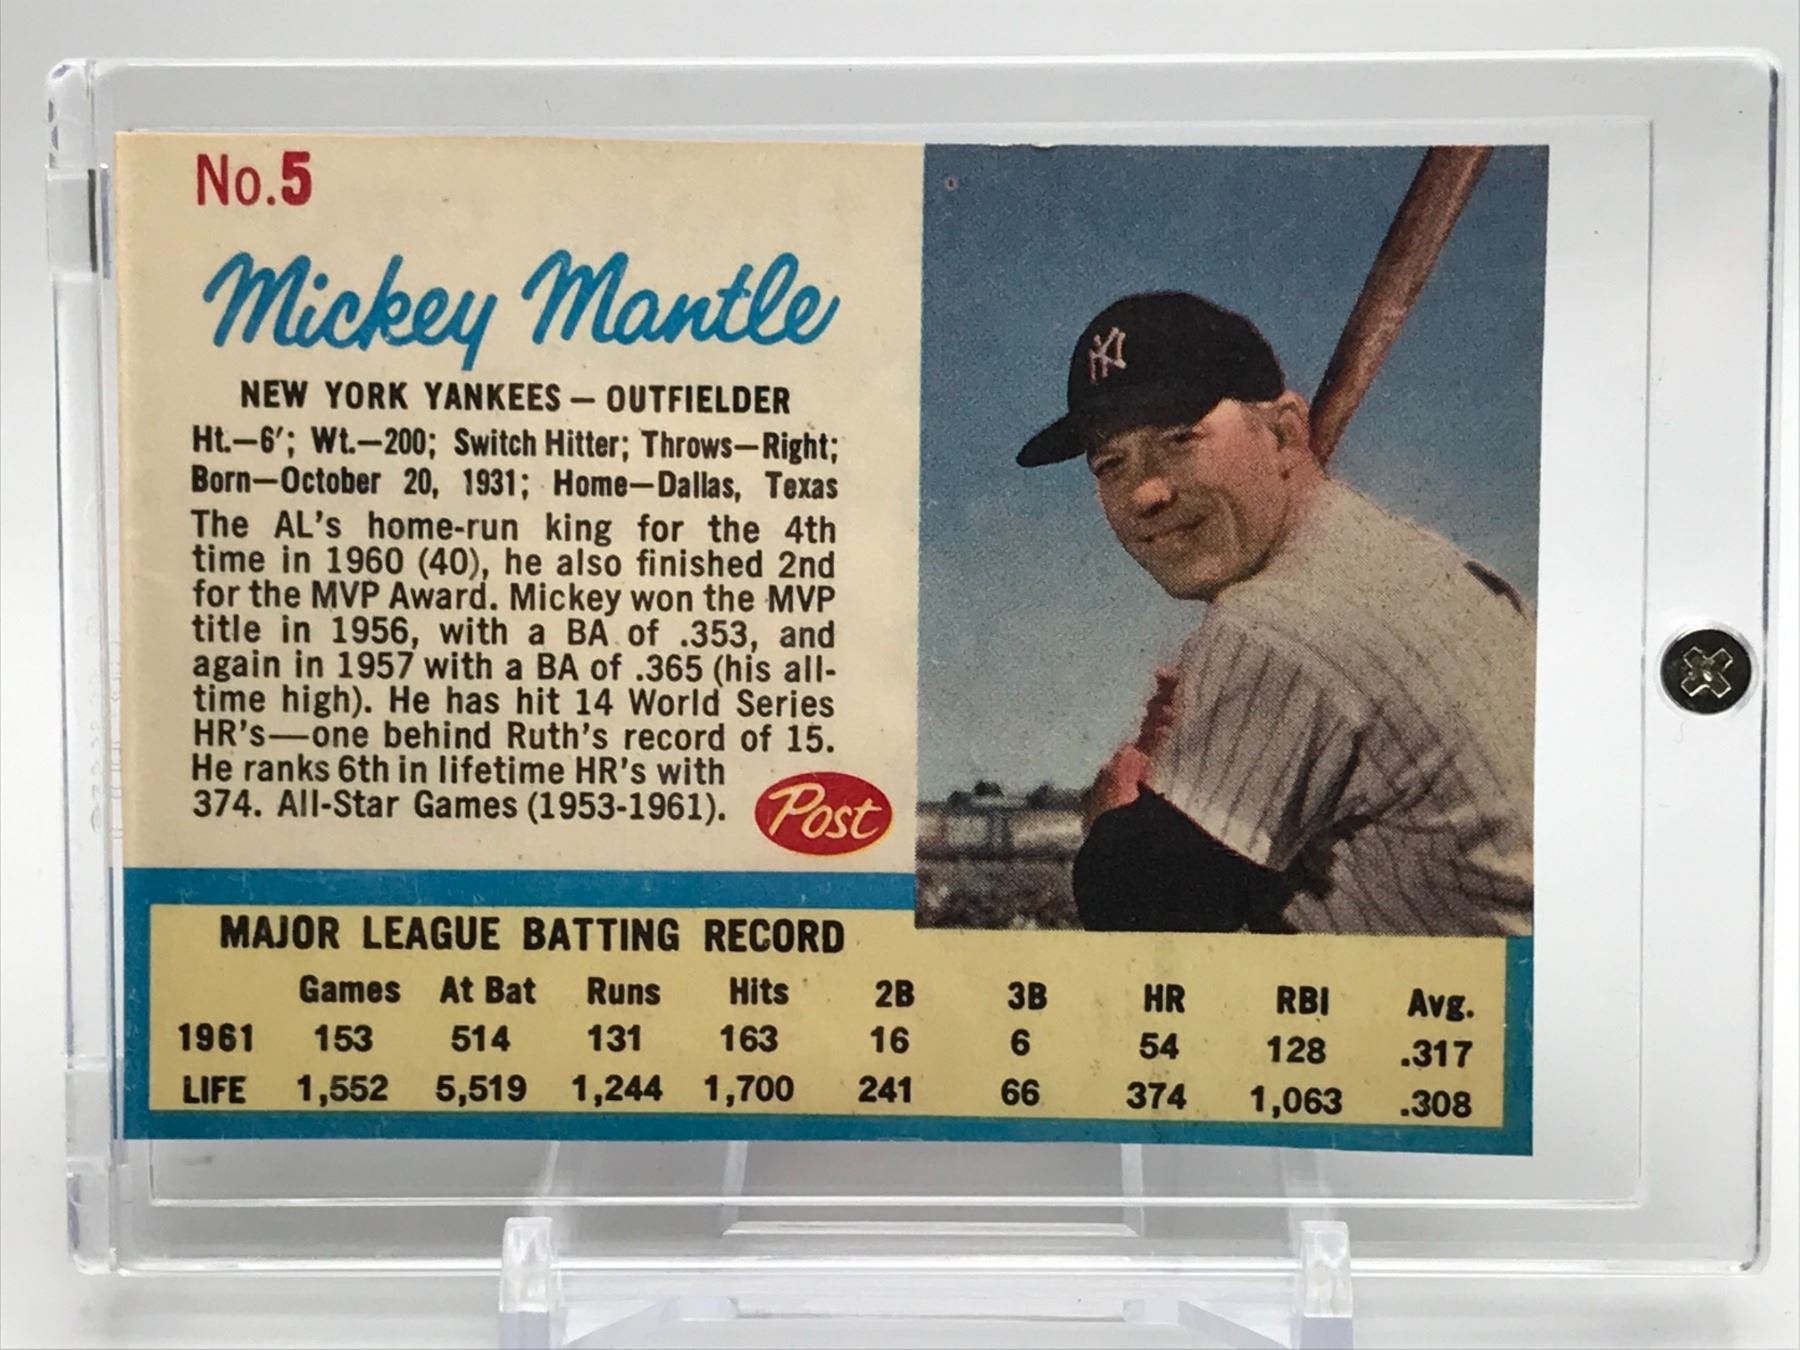 No.5
Mickey Mantle
NEW YORK YANKEES – OUTFIELDER
Ht.–6'; Wt.–200; Switch Hitter; Throws–Right;
Born–October 20, 1931; Home–Dallas, Texas
The AL's home-run king for the 4th
time in 1960 (40), he also finished 2nd
for the MVP Award. Mickey won the MVP
title in 1956, with a BA of .353, and
again in 1957 with a BA of .365 (his all-
time high). He has hit 14 World Series
HR's—one behind Ruth's record of 15.
He ranks 6th in lifetime HR's with
374. All-Star Games (1953-1961).
Post
NY
MAJOR LEAGUE BATTING RECORD
Games At Bat Runs Hits 2B 3B HR RBI Avg.
1961 153 514 131 163 16 6 54 128 .317
LIFE 1,552 5,519 1,244 1,700 241 66 374 1,063 .308